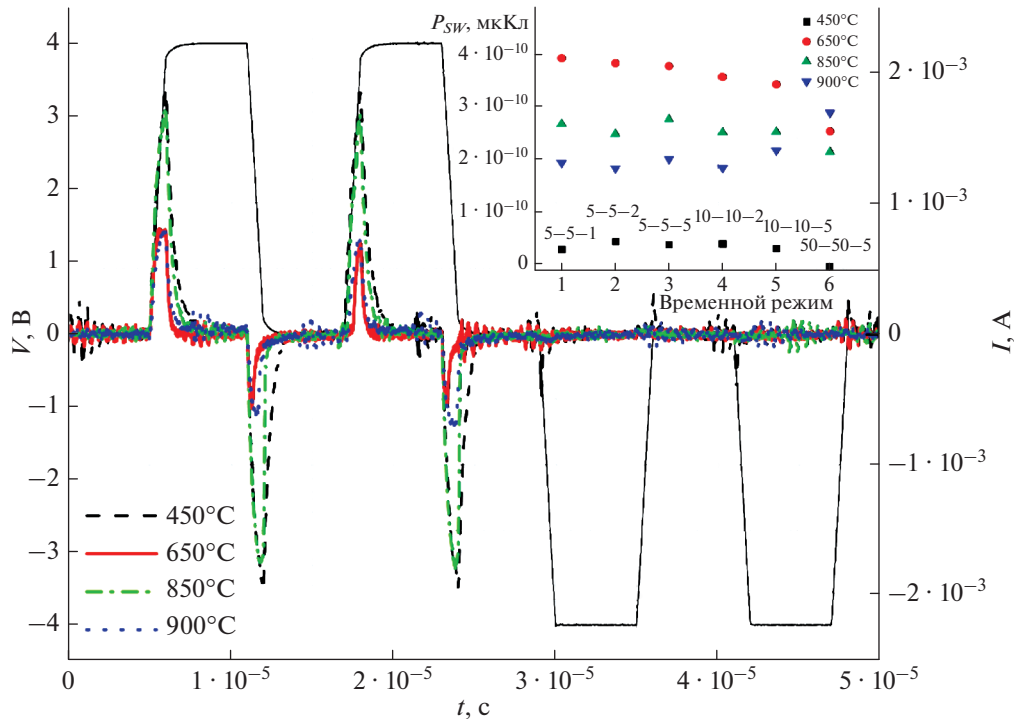 P_SW, мкКл
450°C
650°C
850°C
900°C
4 · 10⁻¹⁰
3 · 10⁻¹⁰
2 · 10⁻¹⁰
1 · 10⁻¹⁰
0
5–5–1
5–5–2
5–5–5
10–10–2
10–10–5
50–50–5
1 2 3 4 5 6
Временной режим
4
3
2
1
0
−1
−2
−3
−4
V, В
2 · 10⁻³
1 · 10⁻³
0
−1 · 10⁻³
−2 · 10⁻³
I, А
450°C
650°C
850°C
900°C
0 1 · 10⁻⁵ 2 · 10⁻⁵ 3 · 10⁻⁵ 4 · 10⁻⁵ 5 · 10⁻⁵
t, с